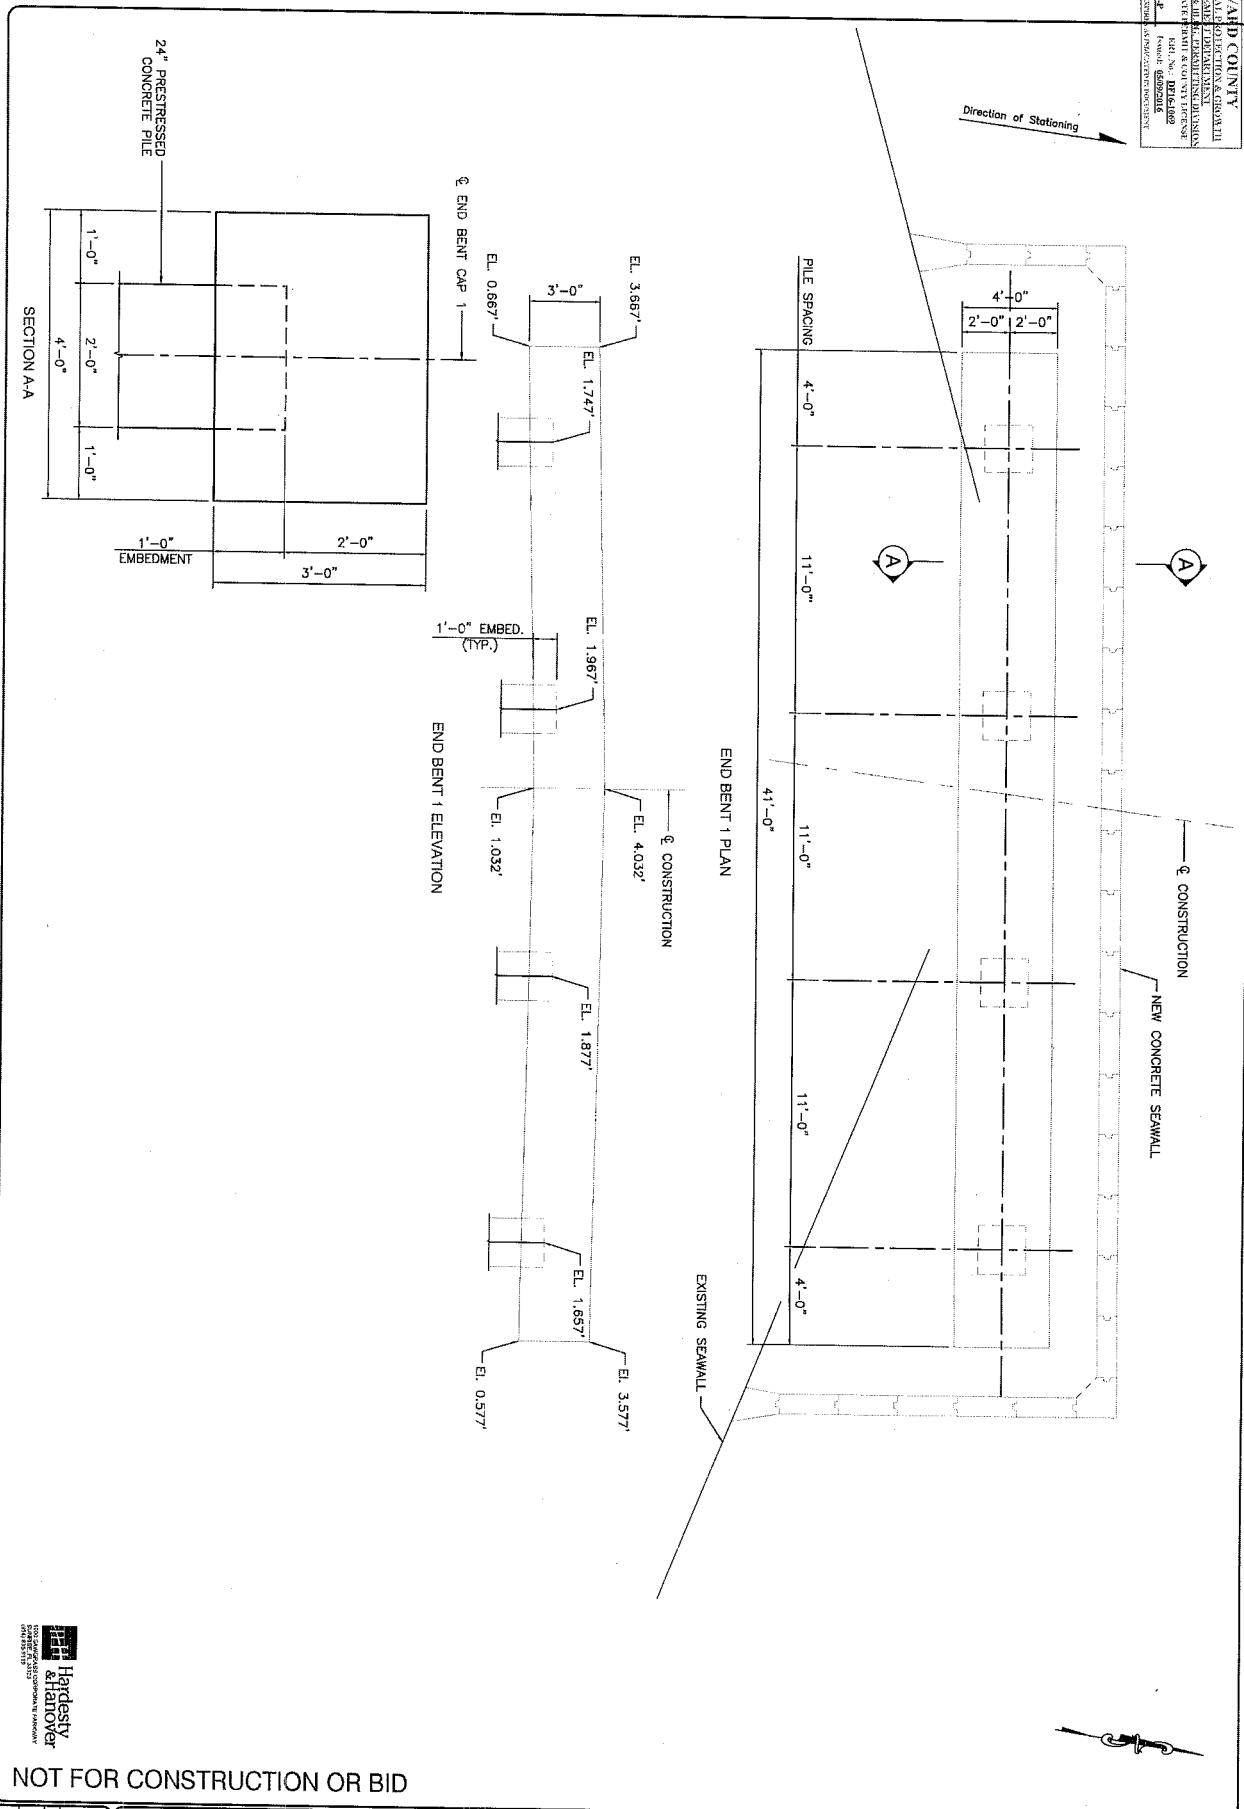 Direction of Stationing
PILE SPACING
4'-0"
2'-0"
2'-0"
4'-0"
11'-0"
11'-0"
11'-0"
4'-0"
41'-0"
A
A
℄ CONSTRUCTION
NEW CONCRETE SEAWALL
EXISTING SEAWALL
END BENT 1 PLAN
EL. 3.667'
EL. 0.667'
3'-0"
EL. 1.747'
EL. 1.967'
1'-0" EMBED.
(TYP.)
℄ CONSTRUCTION
EL. 4.032'
El. 1.032'
EL. 1.877'
EL. 1.657'
El. 3.577'
El. 0.577'
END BENT 1 ELEVATION
24" PRESTRESSED
CONCRETE PILE
℄ END BENT CAP 1
1'-0"
2'-0"
1'-0"
4'-0"
1'-0"
EMBEDMENT
2'-0"
3'-0"
SECTION A-A
Hardesty
&Hanover
NOT FOR CONSTRUCTION OR BID